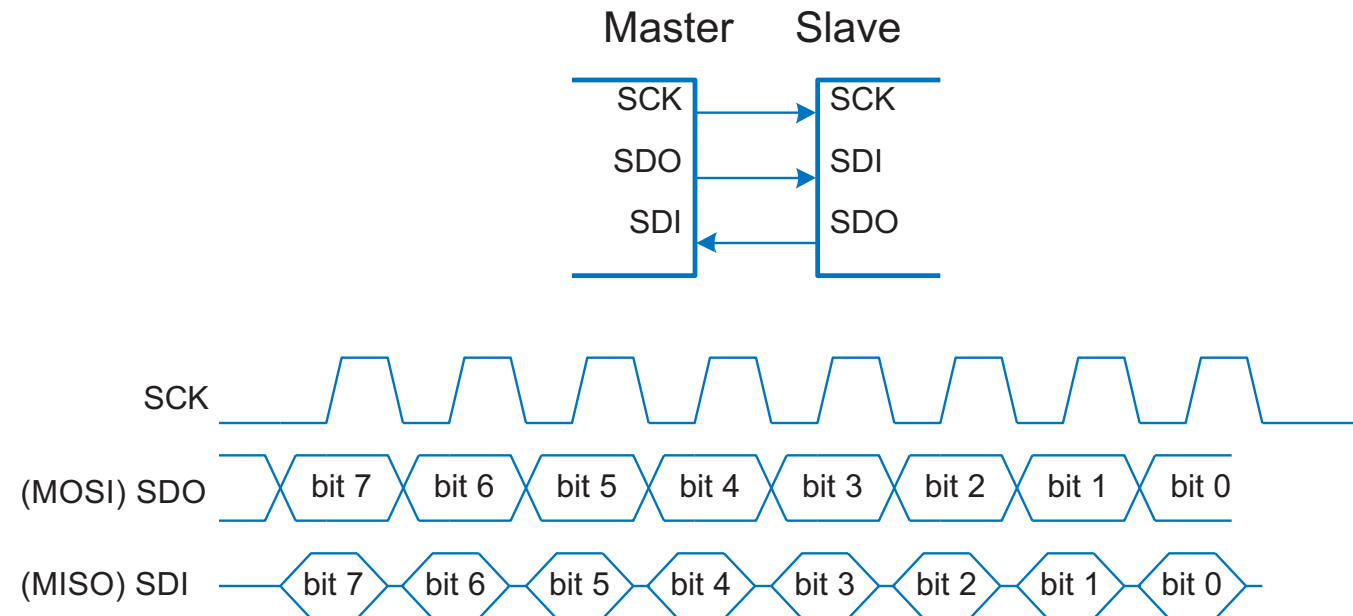 Master Slave
SCK SCK
SDO SDI
SDI SDO
SCK
(MOSI) SDO bit 7 bit 6 bit 5 bit 4 bit 3 bit 2 bit 1 bit 0
(MISO) SDI bit 7 bit 6 bit 5 bit 4 bit 3 bit 2 bit 1 bit 0